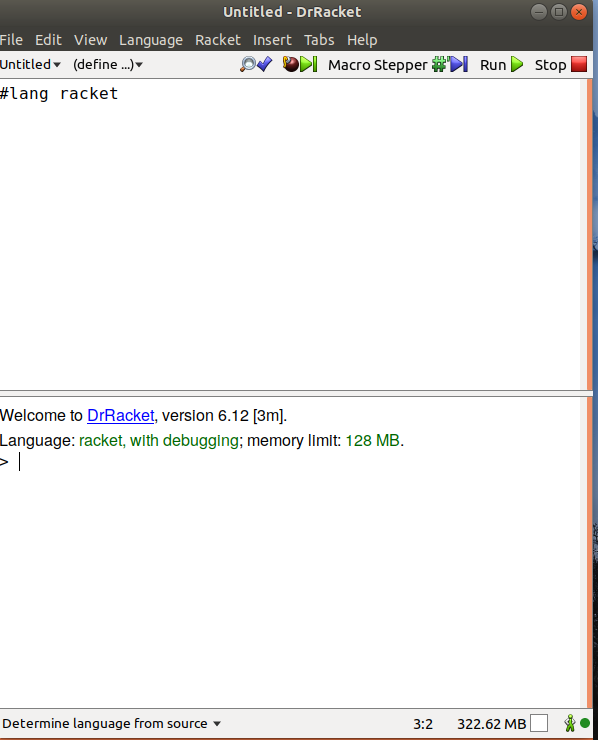 Untitled - DrRacket
File Edit View Language Racket Insert Tabs Help
Untitled (define ...) Macro Stepper Run Stop
#lang racket
Welcome to DrRacket, version 6.12 [3m].
Language: racket, with debugging; memory limit: 128 MB.
>
Determine language from source 3:2 322.62 MB